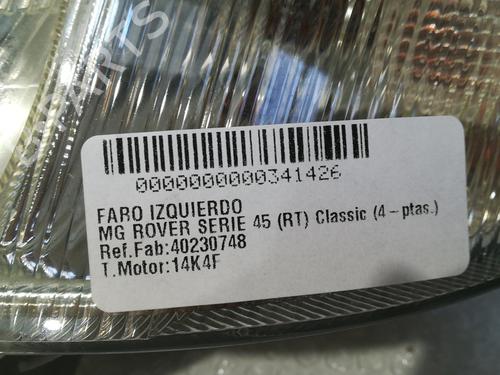 0000000000341426
FARO IZQUIERDO
MG ROVER SERIE 45 (RT) Classic (4-ptas.)
Ref.Fab:40230748
T.Motor:14K4F